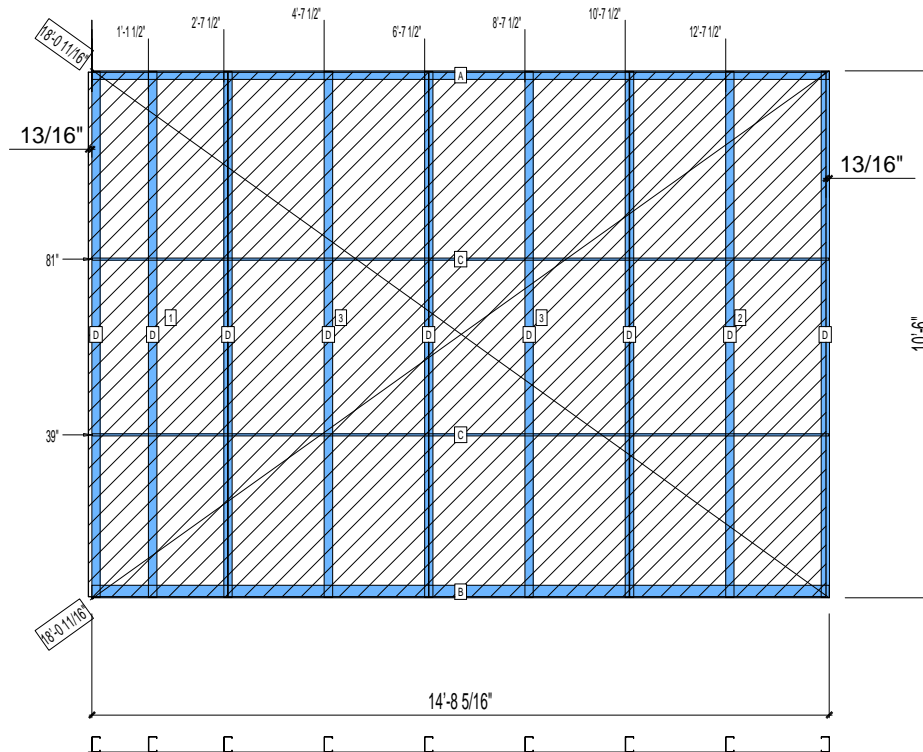 4'-7 1/2"
8'-7 1/2"
2'-7 1/2"
10'-7 1/2"
1'-1 1/2"
6'-7 1/2"
12'-7 1/2"
18'-0 11/16"
A
13/16"
13/16"
81"
C
1
3
3
2
D
D
D
D
D
D
D
D
D
10'-6"
39"
C
B
18'-0 11/16"
14'-8 5/16"